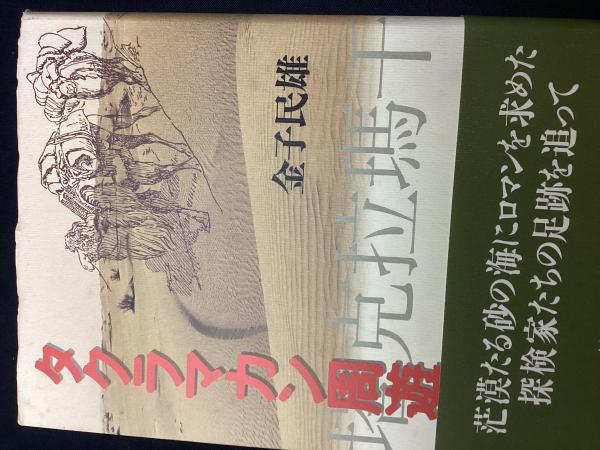 タクラマカン周遊
金子民雄
塔克拉瑪干
茫漠たる砂の海にロマンを求めた
探検家たちの足跡を追って